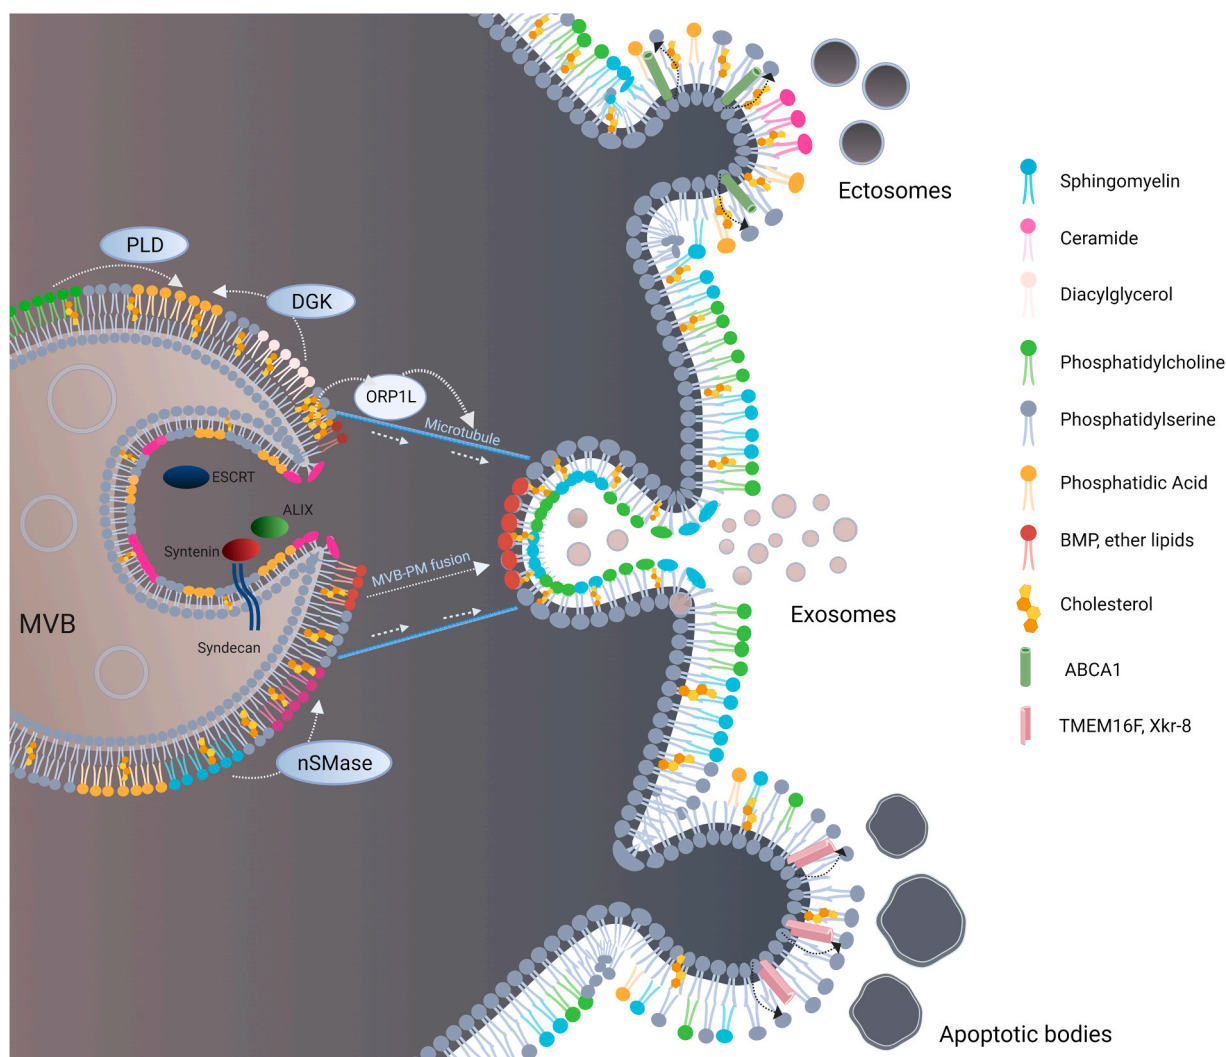 Ectosomes
Sphingomyelin
Ceramide
Diacylglycerol
Phosphatidylcholine
Phosphatidylserine
Phosphatidic Acid
BMP, ether lipids
Cholesterol
ABCA1
TMEM16F, Xkr-8
PLD
DGK
ORP1L
Microtubule
ESCRT
ALIX
Syntenin
MVB-PM fusion
MVB
Syndecan
nSMase
Exosomes
Apoptotic bodies